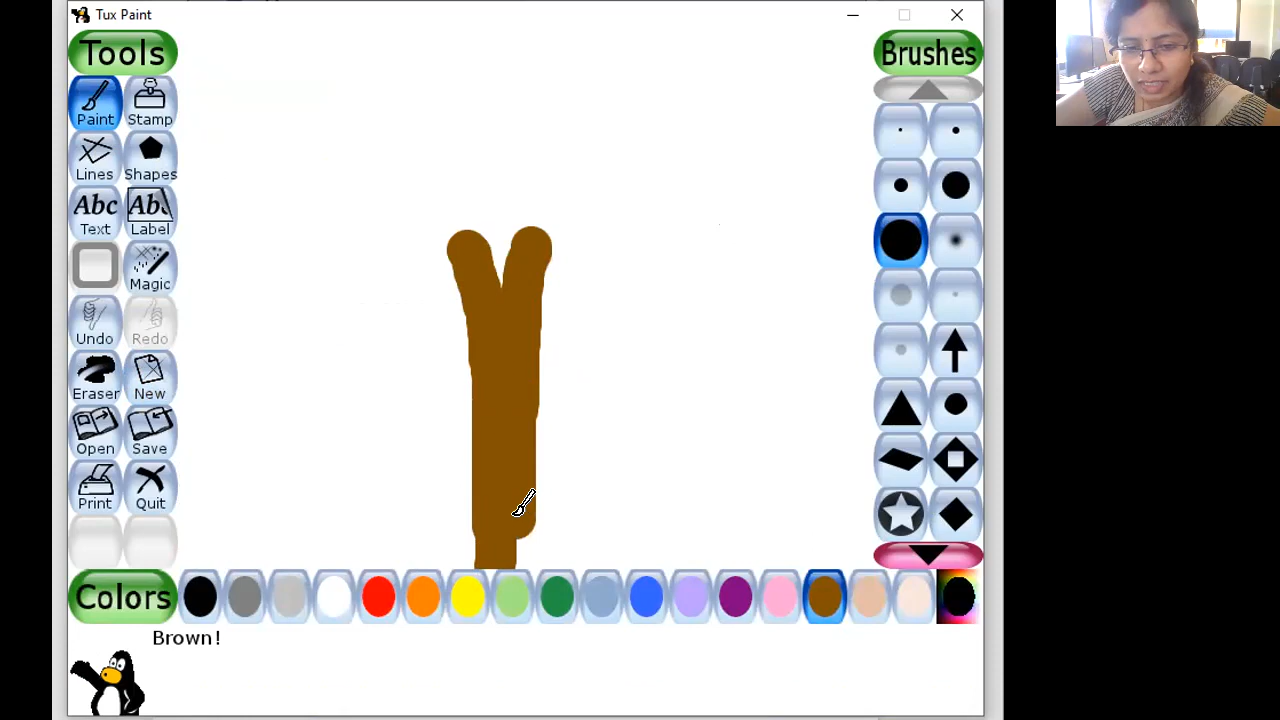 Tux Paint
Tools
Brushes
Paint Stamp
Lines Shapes
Abc Abc
Text Label
Magic
Undo Redo
Eraser New
Open Save
Print Quit
Colors
Brown!